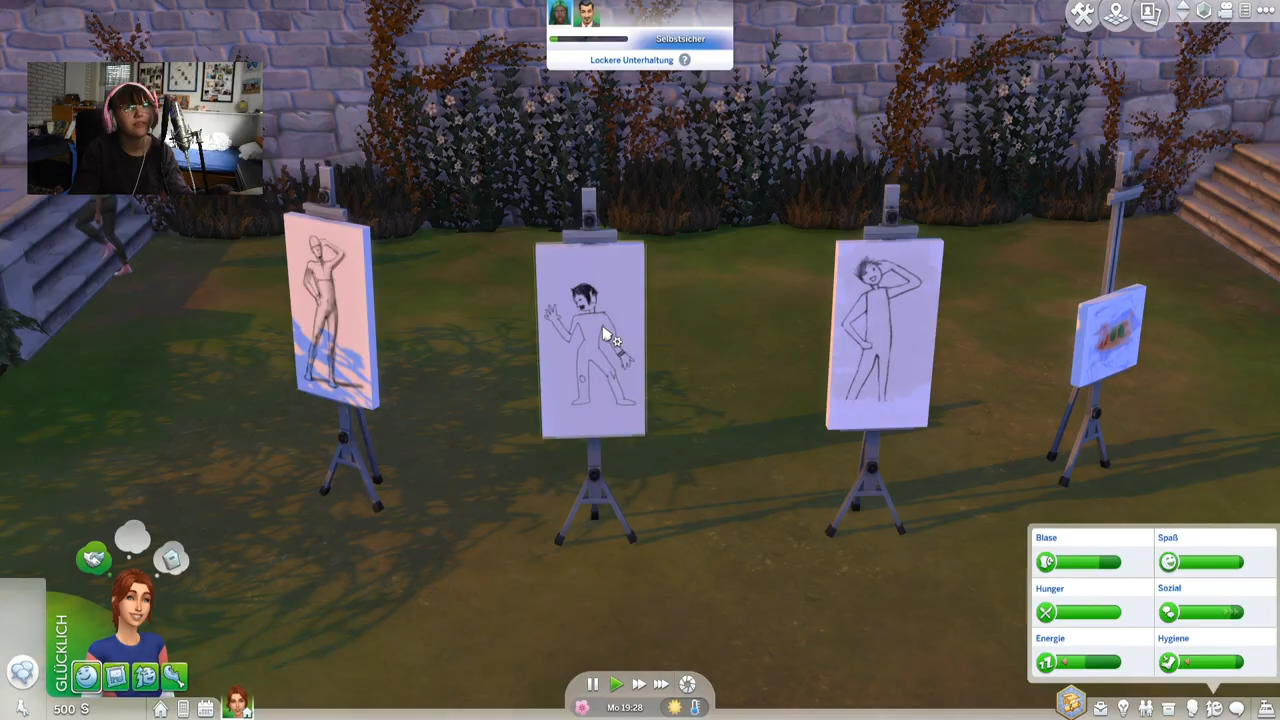 Selbstsicher
Lockere Unterhaltung ?
Blase
Spaß
Hunger
Sozial
Energie
Hygiene
GLÜCKLICH
500 $
Mo 19:28